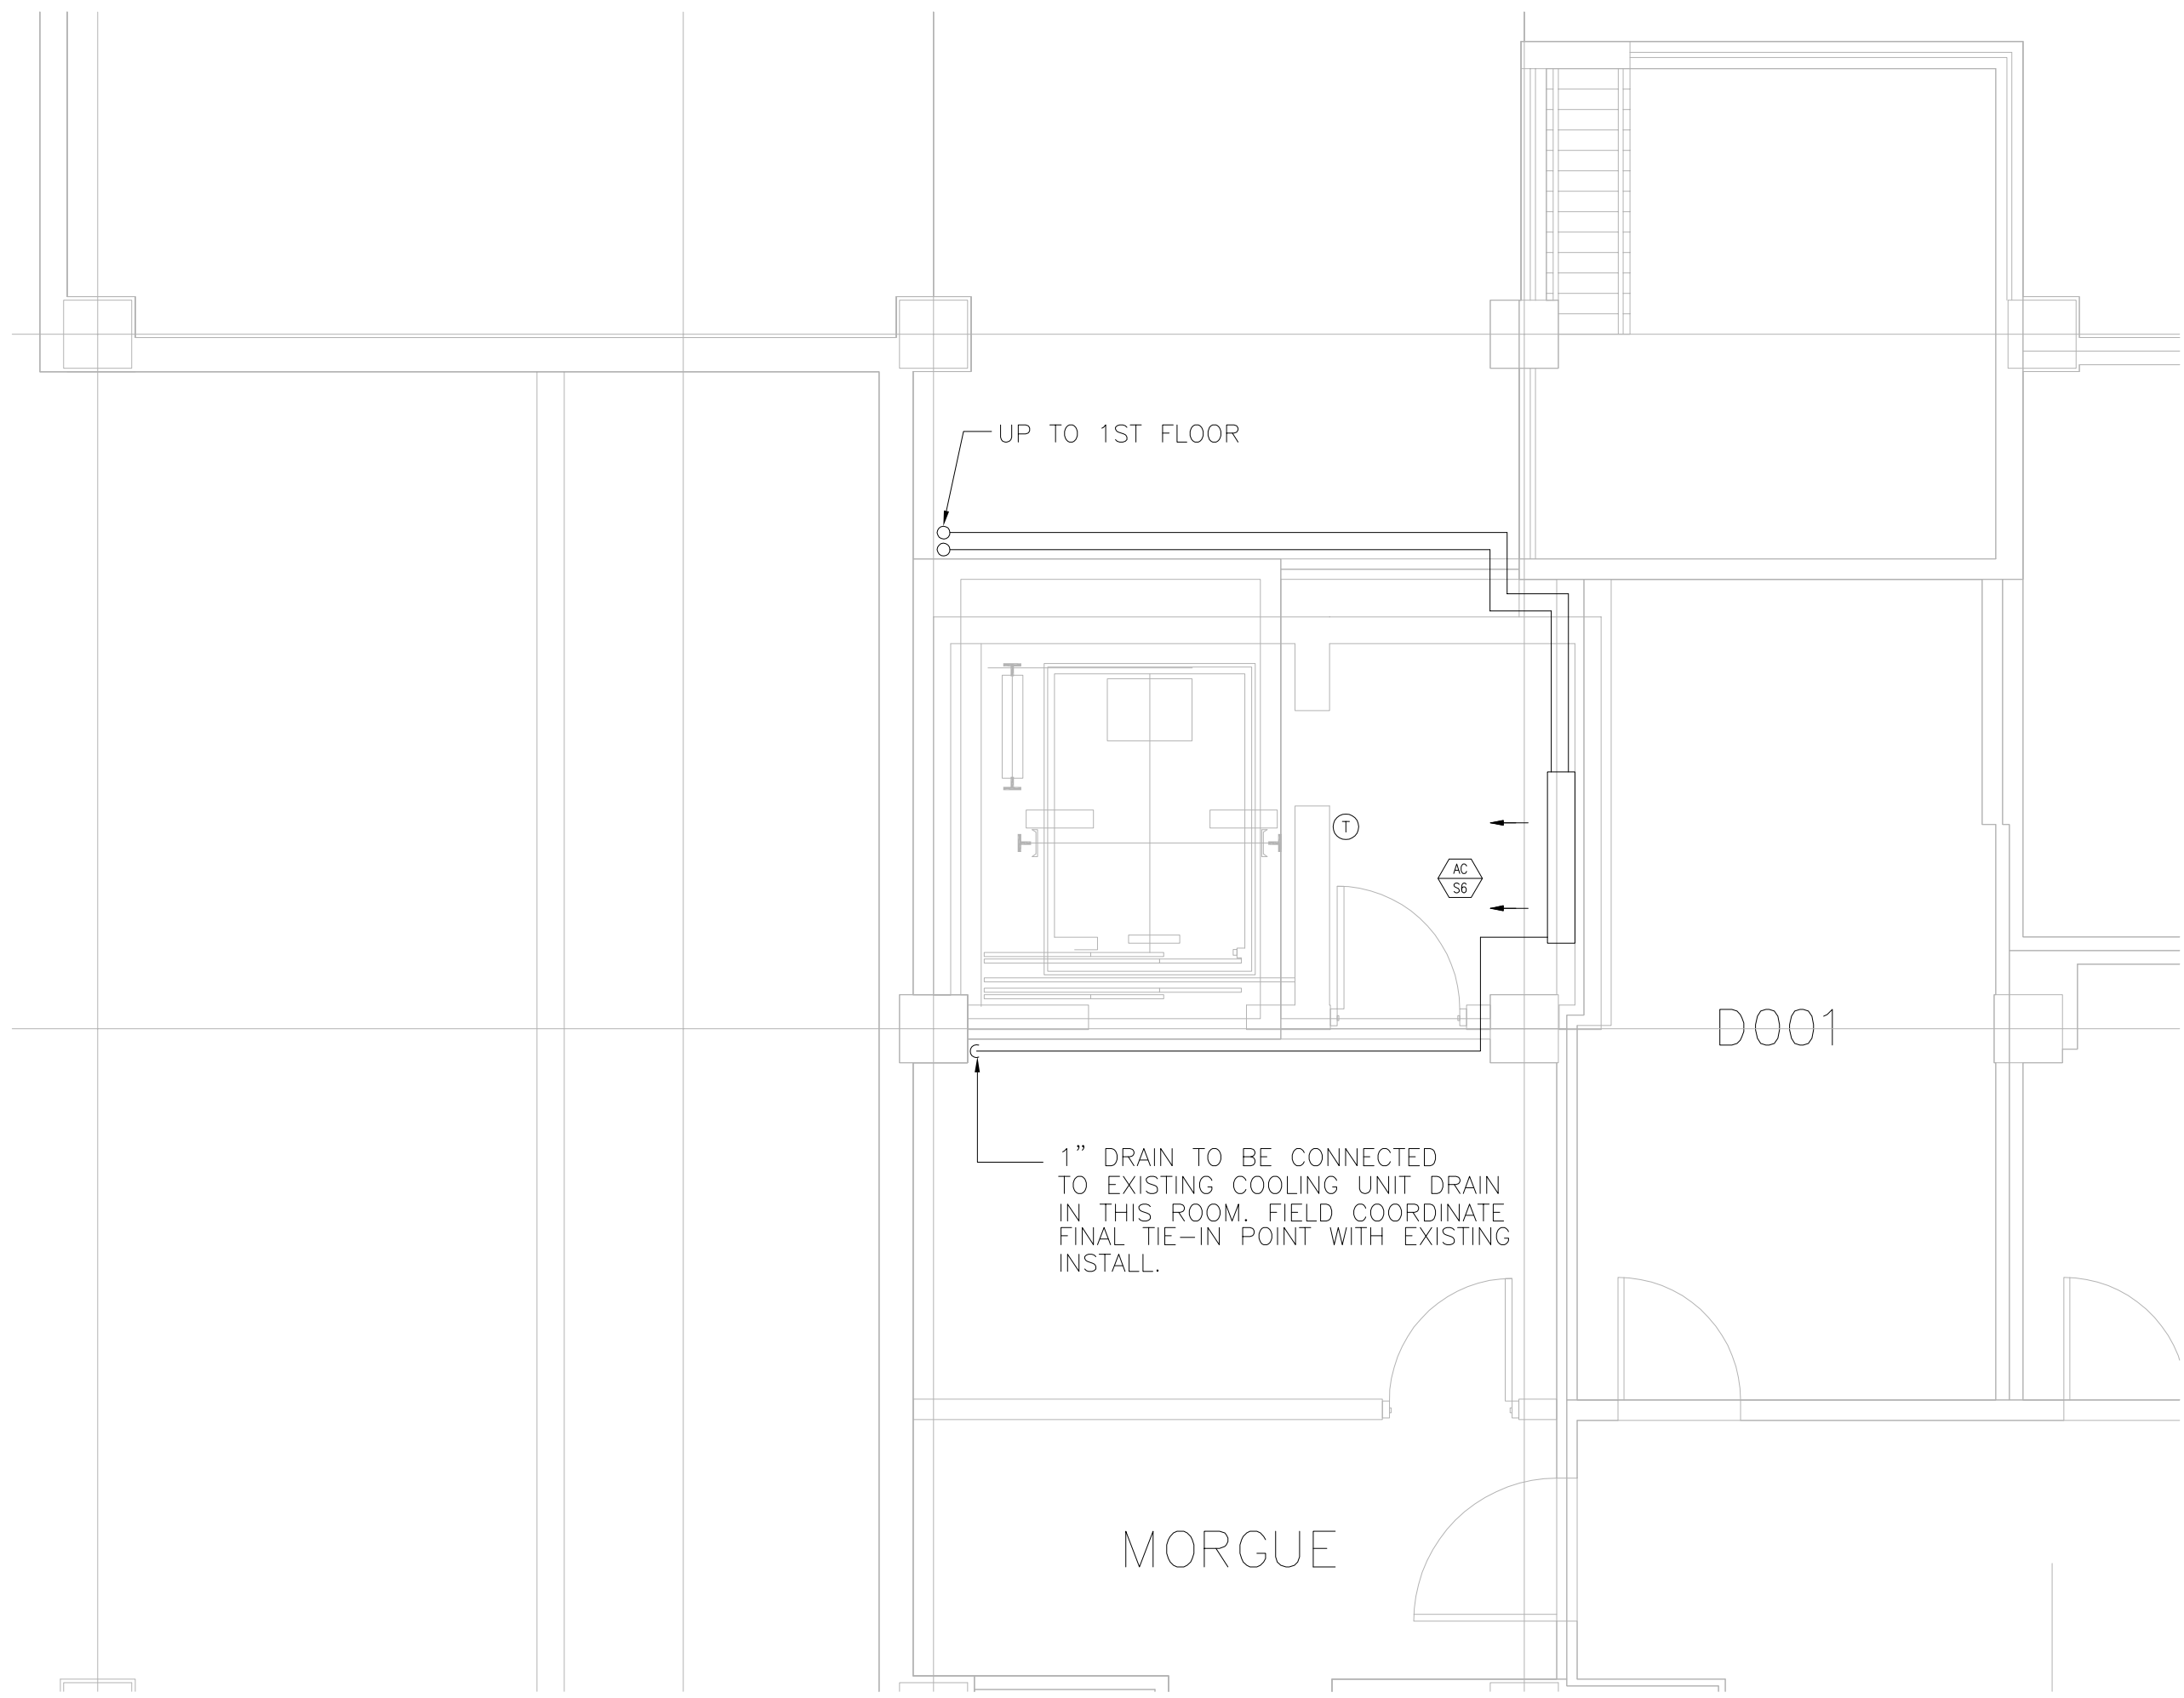 UP TO 1ST FLOOR
T
AC
S6
D001
1" DRAIN TO BE CONNECTED
TO EXISTING COOLING UNIT DRAIN
IN THIS ROOM. FIELD COORDINATE
FINAL TIE-IN POINT WITH EXISTING
INSTALL.
MORGUE